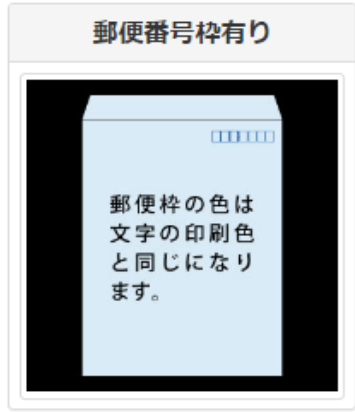 郵便番号枠有り
郵便枠の色は
文字の印刷色
と同じになり
ます。